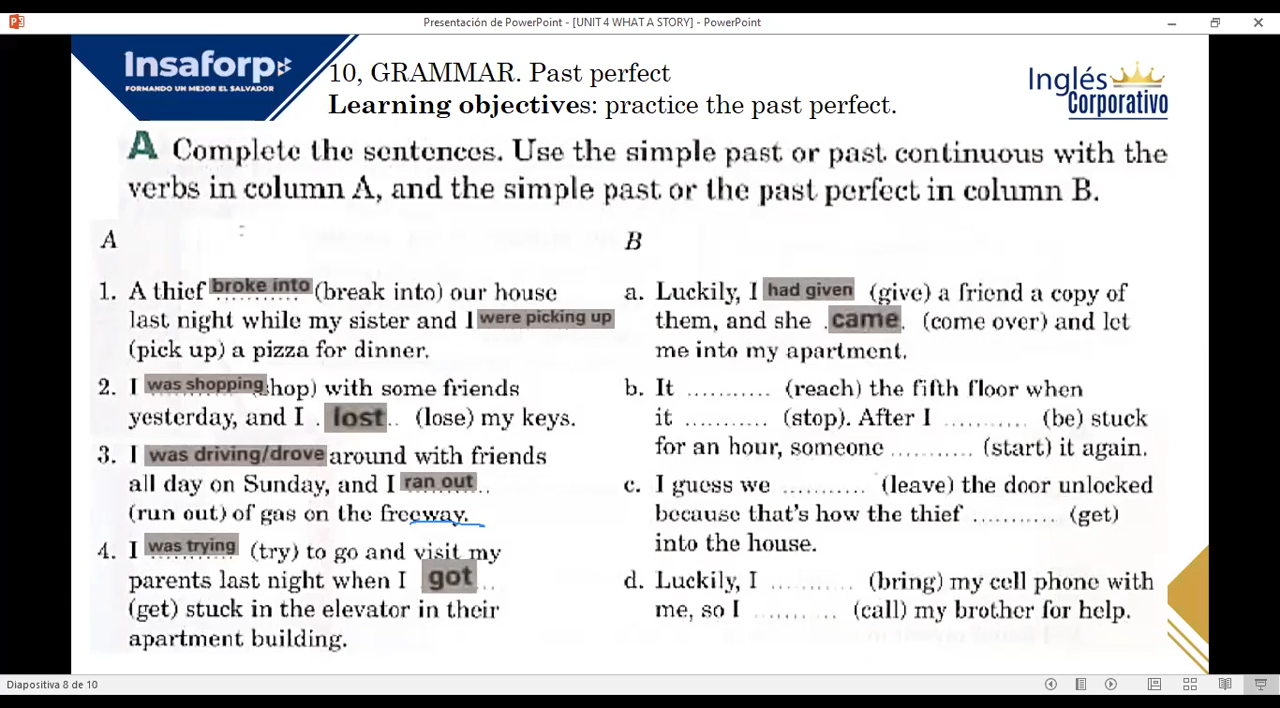 Presentación de PowerPoint - [UNIT 4 WHAT A STORY] - PowerPoint
Insaforp
FORMANDO UN MEJOR EL SALVADOR
10, GRAMMAR. Past perfect
Learning objectives: practice the past perfect.
Inglés
Corporativo
A Complete the sentences. Use the simple past or past continuous with the
verbs in column A, and the simple past or the past perfect in column B.
A
1. A thief broke into (break into) our house
last night while my sister and I were picking up
(pick up) a pizza for dinner.
2. I was shopping hop) with some friends
yesterday, and I . lost .. (lose) my keys.
3. I was driving/drove around with friends
all day on Sunday, and I ran out ..
(run out) of gas on the freeway.
4. I was trying (try) to go and visit my
parents last night when I got ..
(get) stuck in the elevator in their
apartment building.
B
a. Luckily, I had given (give) a friend a copy of
them, and she .came. (come over) and let
me into my apartment.
b. It .......... (reach) the fifth floor when
it .......... (stop). After I .......... (be) stuck
for an hour, someone .......... (start) it again.
c. I guess we .......... (leave) the door unlocked
because that's how the thief .......... (get)
into the house.
d. Luckily, I .......... (bring) my cell phone with
me, so I .......... (call) my brother for help.
Diapositiva 8 de 10